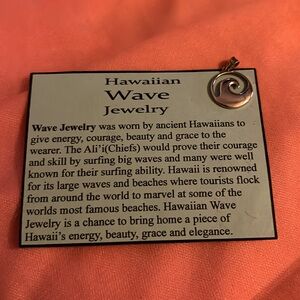 Hawaiian
Wave
Jewelry
Wave Jewelry was worn by ancient Hawaiians to
give energy, courage, beauty and grace to the
wearer. The Ali'i(Chiefs) would prove their courage
and skill by surfing big waves and many were well
known for their surfing ability. Hawaii is renowned
for its large waves and beaches where tourists flock
from around the world to marvel at some of the
worlds most famous beaches. Hawaiian Wave
Jewelry is a chance to bring home a piece of
Hawaii's energy, beauty, grace and elegance.